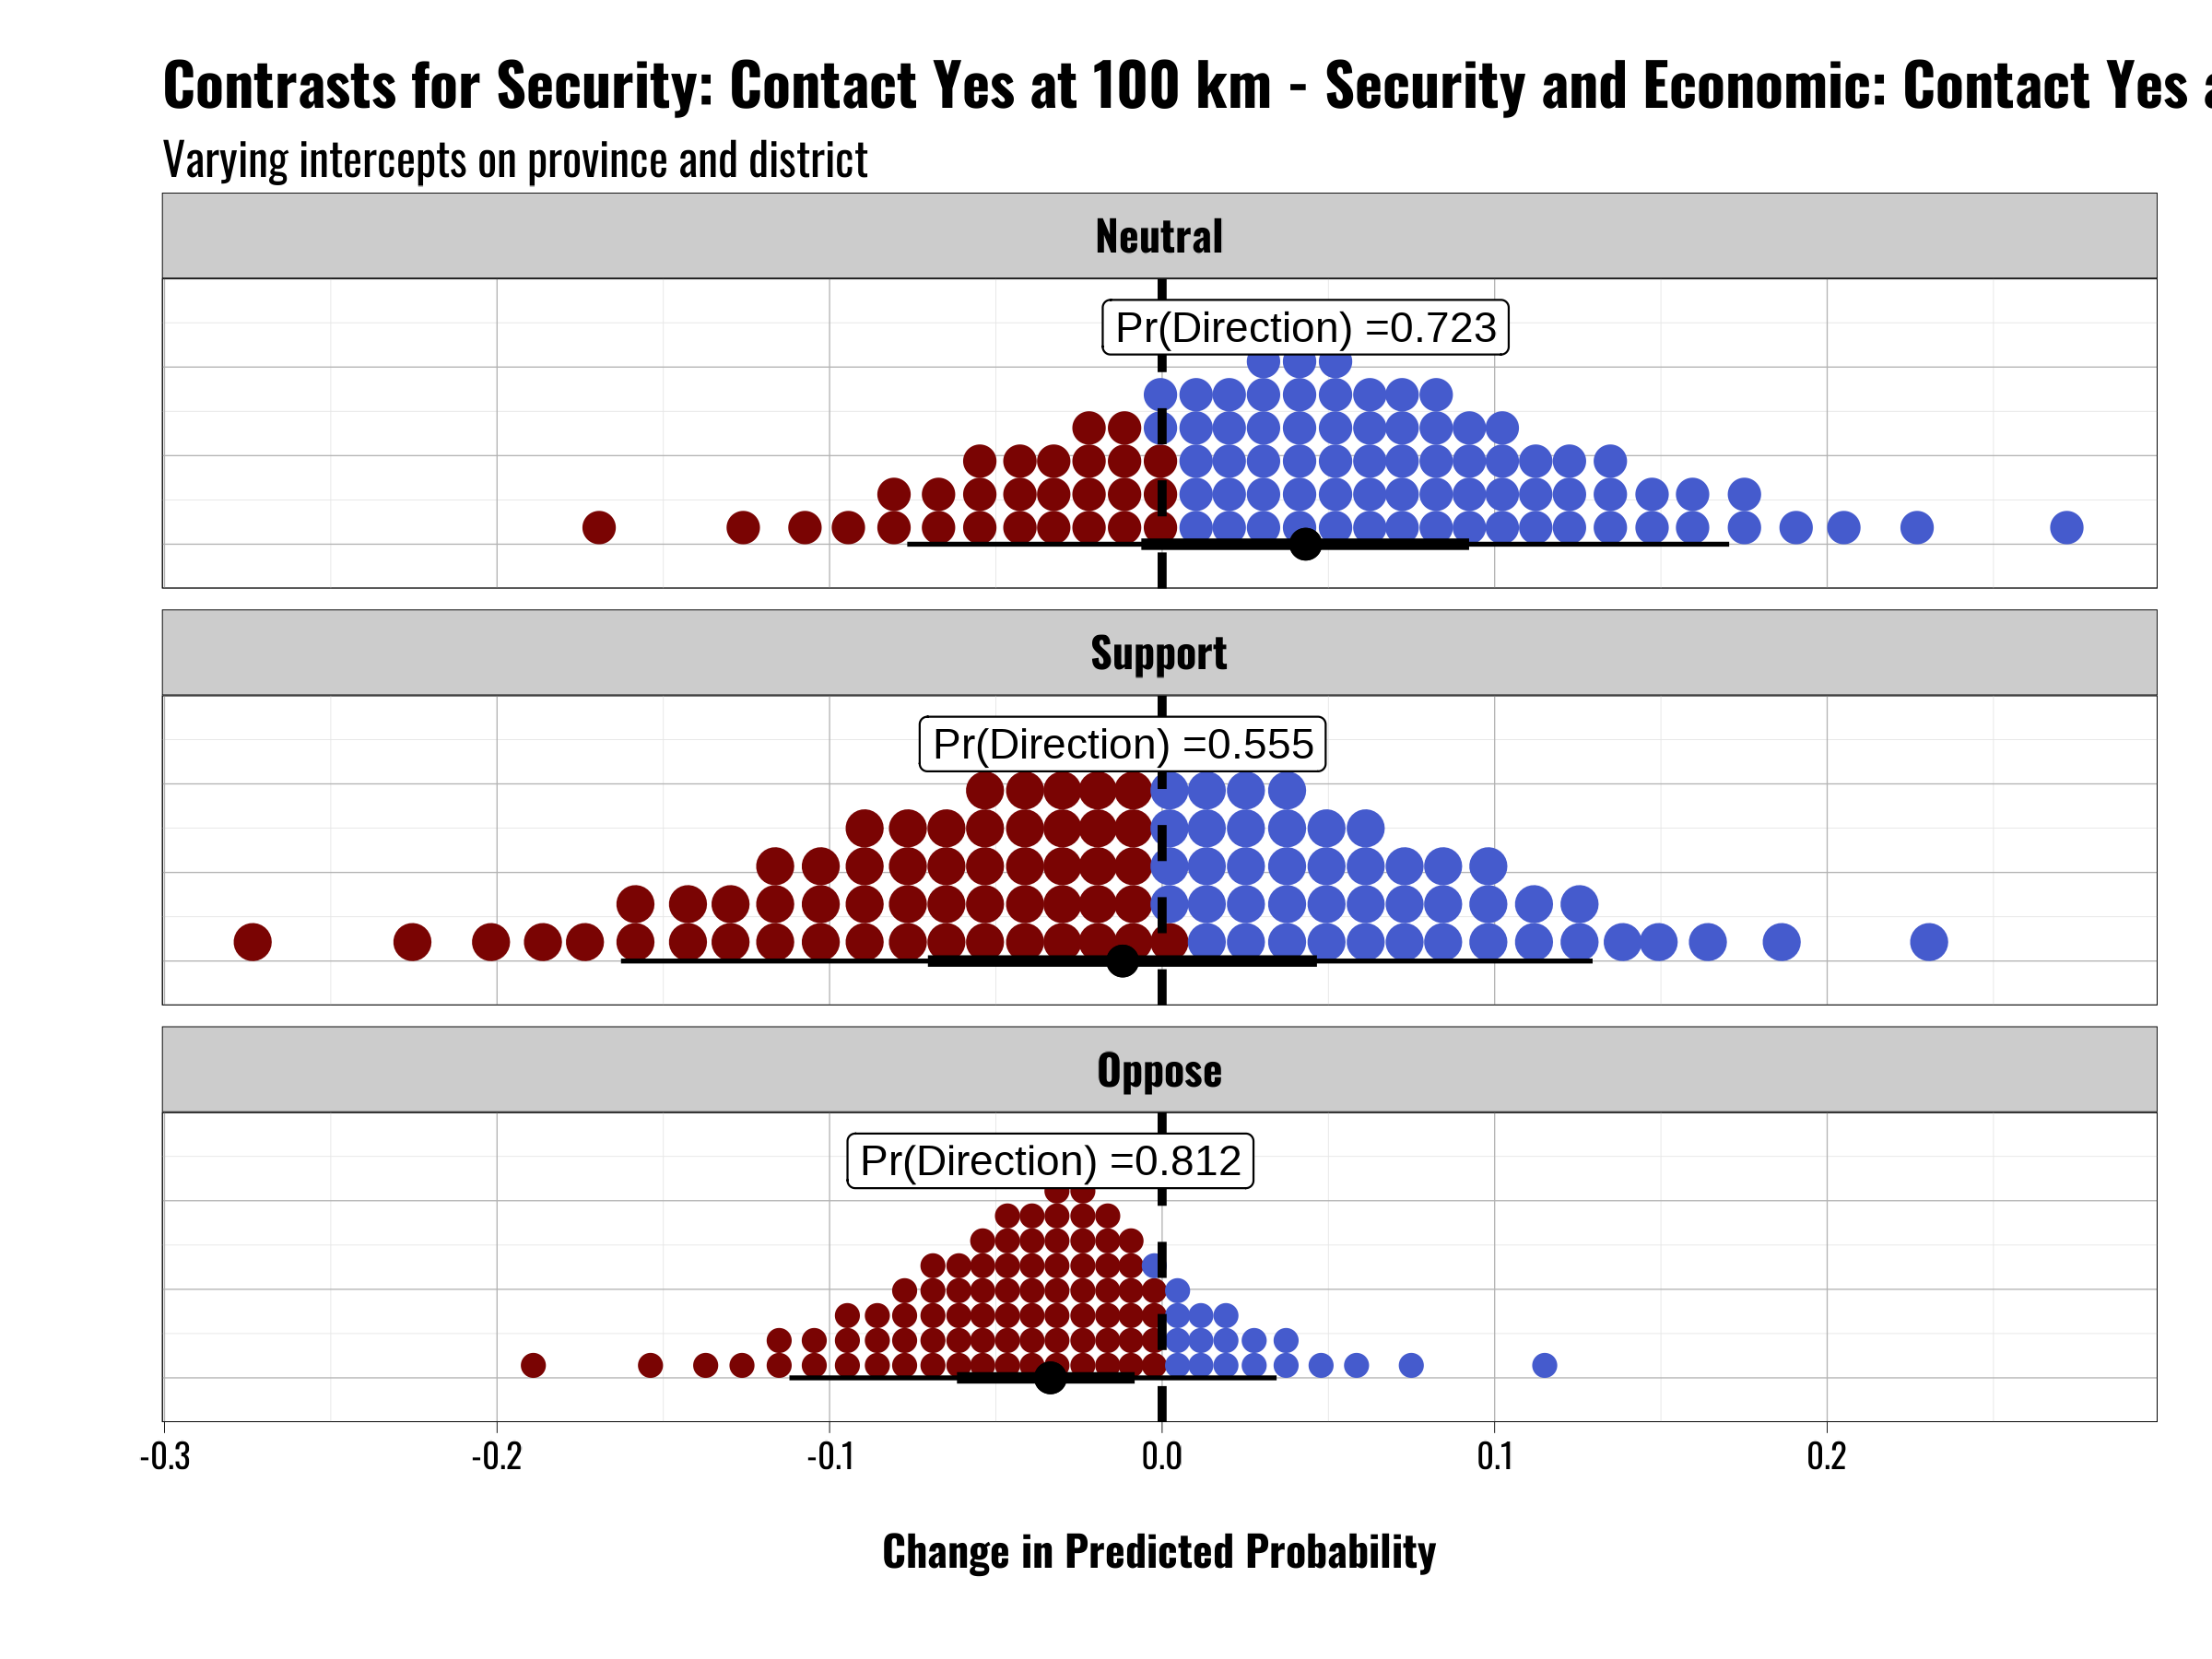 Contrasts for Security: Contact Yes at 100 km - Security and Economic: Contact Yes a
Varying intercepts on province and district
Neutral
Pr(Direction) =0.723
Support
Pr(Direction) =0.555
Oppose
Pr(Direction) =0.812
-0.3 -0.2 -0.1 0.0 0.1 0.2
Change in Predicted Probability